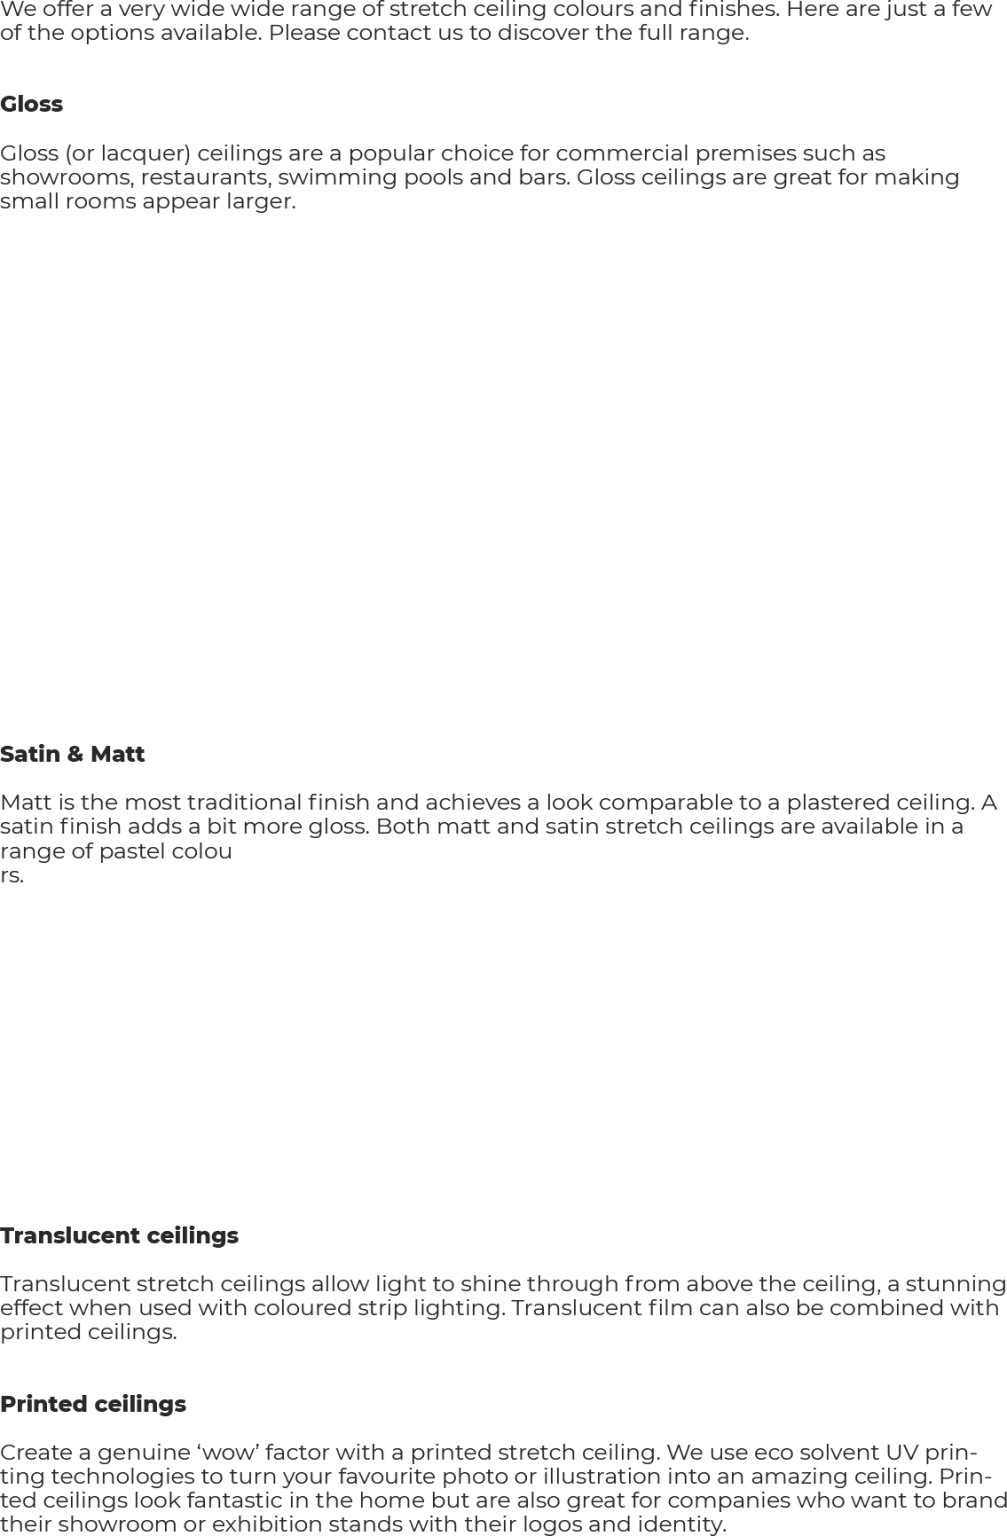 We offer a very wide wide range of stretch ceiling colours and finishes. Here are just a few
of the options available. Please contact us to discover the full range.
Gloss
Gloss (or lacquer) ceilings are a popular choice for commercial premises such as
showrooms, restaurants, swimming pools and bars. Gloss ceilings are great for making
small rooms appear larger.
Satin & Matt
Matt is the most traditional finish and achieves a look comparable to a plastered ceiling. A
satin finish adds a bit more gloss. Both matt and satin stretch ceilings are available in a
range of pastel colou
rs.
Translucent ceilings
Translucent stretch ceilings allow light to shine through from above the ceiling, a stunning
effect when used with coloured strip lighting. Translucent film can also be combined with
printed ceilings.
Printed ceilings
Create a genuine ‘wow’ factor with a printed stretch ceiling. We use eco solvent UV prin-
ting technologies to turn your favourite photo or illustration into an amazing ceiling. Prin-
ted ceilings look fantastic in the home but are also great for companies who want to brand
their showroom or exhibition stands with their logos and identity.